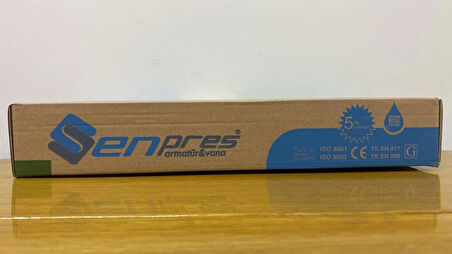 Senpres®
armatür&vana
5
ISO 9001
ISO 9002
CE
TS EN 817
TS EN 200
G